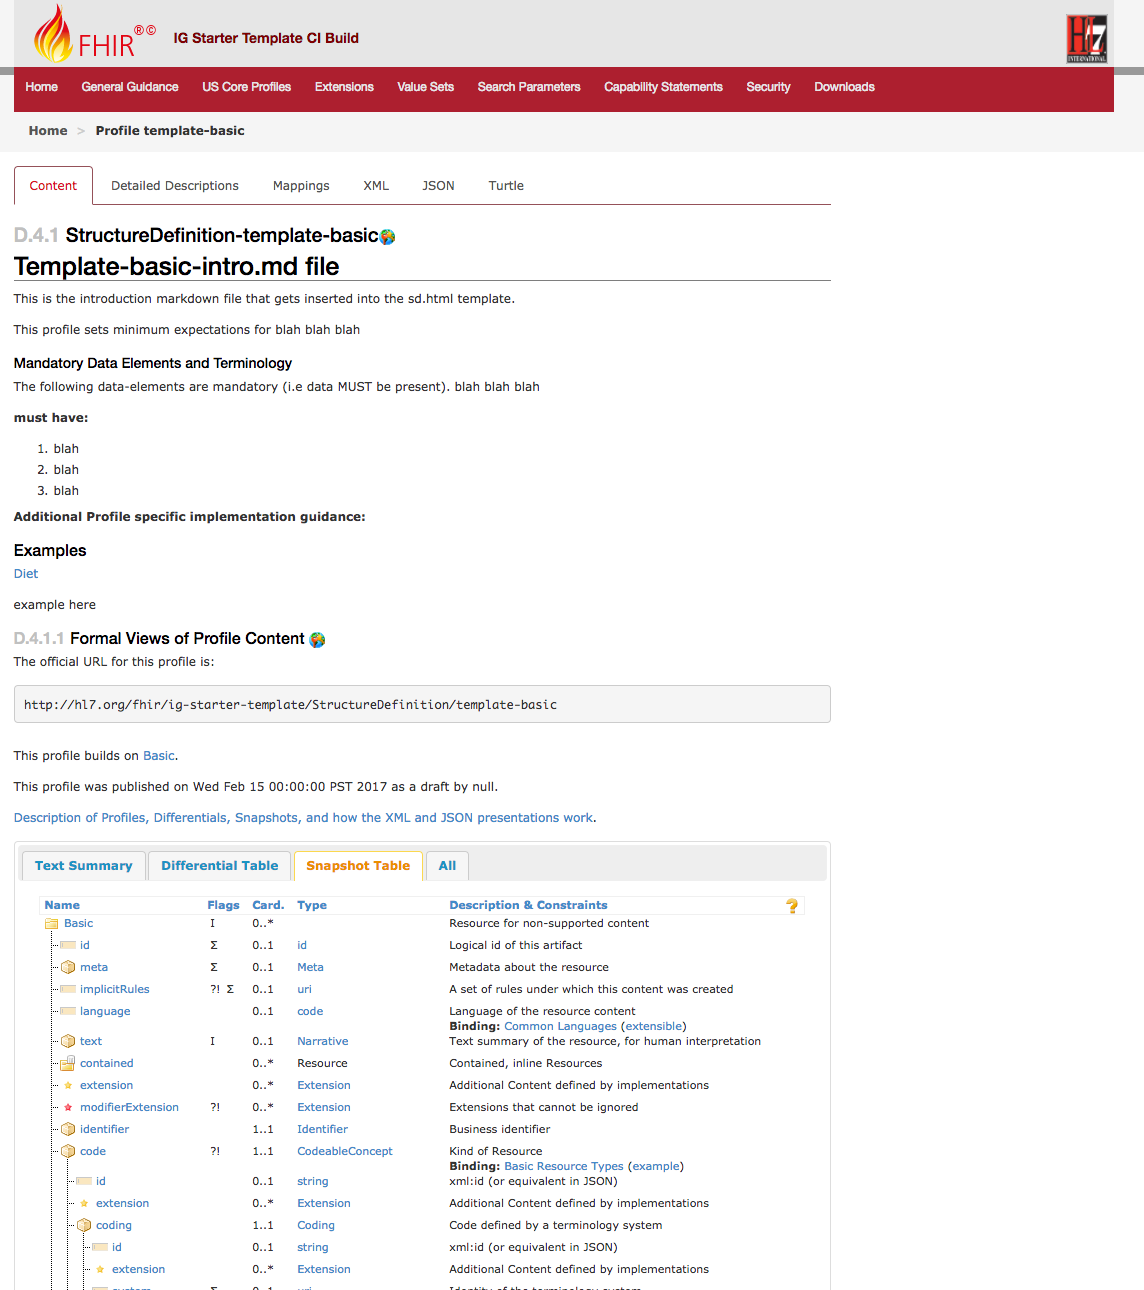 FHIR ®© IG Starter Template CI Build
HL7 INTERNATIONAL
Home General Guidance US Core Profiles Extensions Value Sets Search Parameters Capability Statements Security Downloads
Home > Profile template-basic
Content Detailed Descriptions Mappings XML JSON Turtle
D.4.1 StructureDefinition-template-basic
Template-basic-intro.md file
This is the introduction markdown file that gets inserted into the sd.html template.
This profile sets minimum expectations for blah blah blah
Mandatory Data Elements and Terminology
The following data-elements are mandatory (i.e data MUST be present). blah blah blah
must have:
1. blah
2. blah
3. blah
Additional Profile specific implementation guidance:
Examples
Diet
example here
D.4.1.1 Formal Views of Profile Content
The official URL for this profile is:
http://hl7.org/fhir/ig-starter-template/StructureDefinition/template-basic
This profile builds on Basic.
This profile was published on Wed Feb 15 00:00:00 PST 2017 as a draft by null.
Description of Profiles, Differentials, Snapshots, and how the XML and JSON presentations work.
Text Summary Differential Table Snapshot Table All
Name Flags Card. Type Description & Constraints ?
Basic I 0..* Resource for non-supported content
id Σ 0..1 id Logical id of this artifact
meta Σ 0..1 Meta Metadata about the resource
implicitRules ?! Σ 0..1 uri A set of rules under which this content was created
language 0..1 code Language of the resource content
Binding: Common Languages (extensible)
text I 0..1 Narrative Text summary of the resource, for human interpretation
contained 0..* Resource Contained, inline Resources
extension 0..* Extension Additional Content defined by implementations
modifierExtension ?! 0..* Extension Extensions that cannot be ignored
identifier 1..1 Identifier Business identifier
code ?! 1..1 CodeableConcept Kind of Resource
Binding: Basic Resource Types (example)
id 0..1 string xml:id (or equivalent in JSON)
extension 0..* Extension Additional Content defined by implementations
coding 1..1 Coding Code defined by a terminology system
id 0..1 string xml:id (or equivalent in JSON)
extension 0..* Extension Additional Content defined by implementations
system Σ 0..1 uri Identity of the terminology system